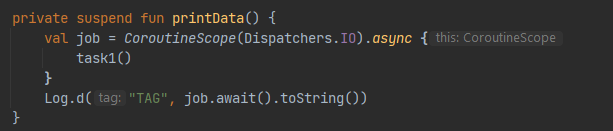 private suspend fun printData() {
val job = CoroutineScope(Dispatchers.IO).async { this: CoroutineScope
task1()
}
Log.d( tag: "TAG", job.await().toString())
}